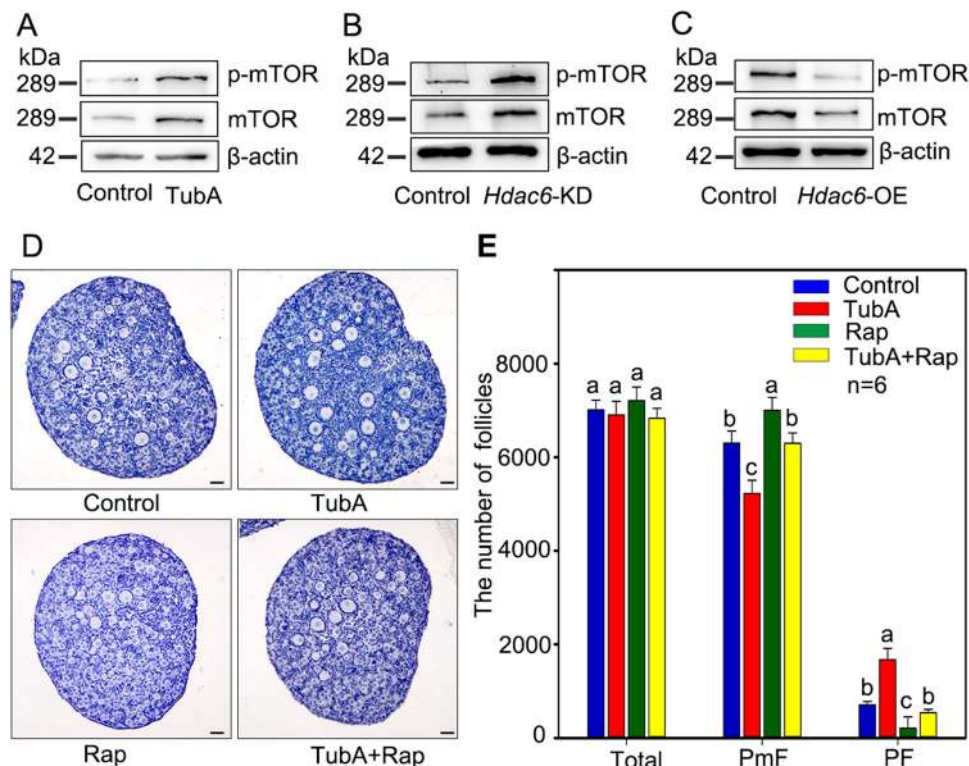 A
kDa
289
p-mTOR
289
mTOR
42
β-actin
Control TubA
B
kDa
289
p-mTOR
289
mTOR
42
β-actin
Control Hdac6-KD
C
kDa
289
p-mTOR
289
mTOR
42
β-actin
Control Hdac6-OE
D
Control
TubA
Rap
TubA+Rap
E
Control
TubA
Rap
TubA+Rap
n=6
The number of follicles
8000
6000
4000
2000
0
a a a a
b c a b
b a c b
Total PmF PF